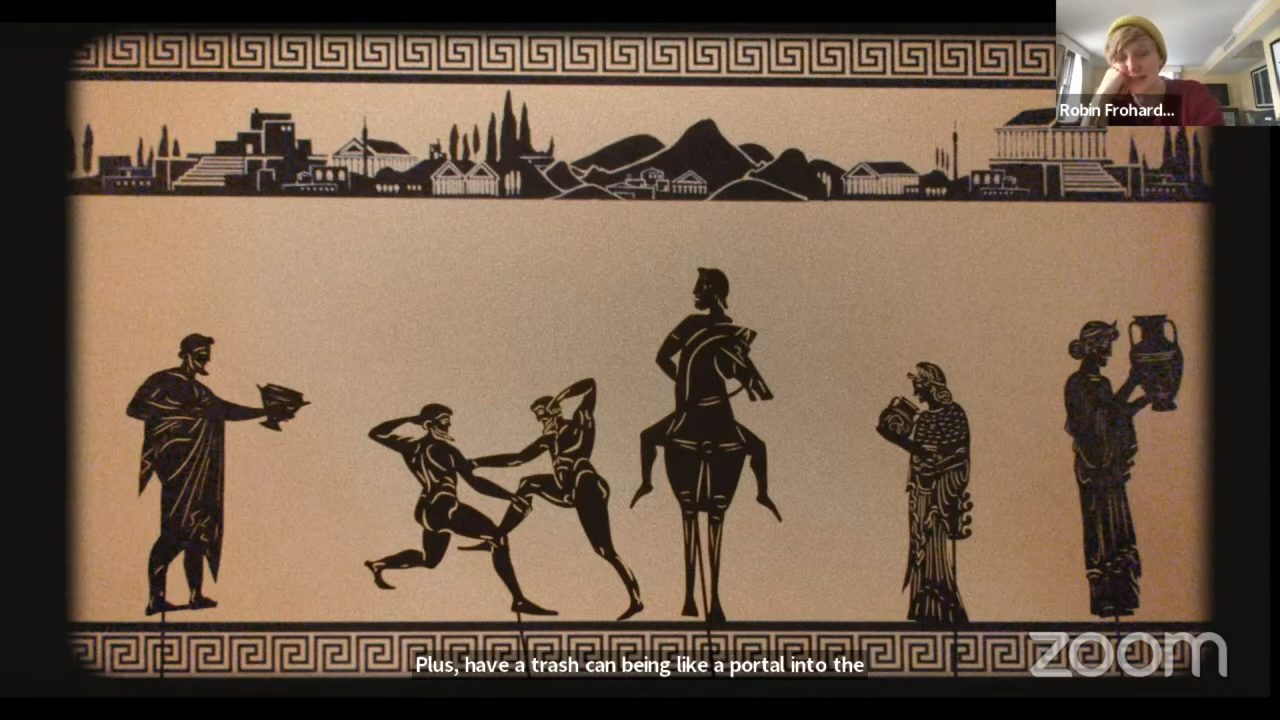 Robin Frohard...
Plus, have a trash can being like a portal into the
zoom